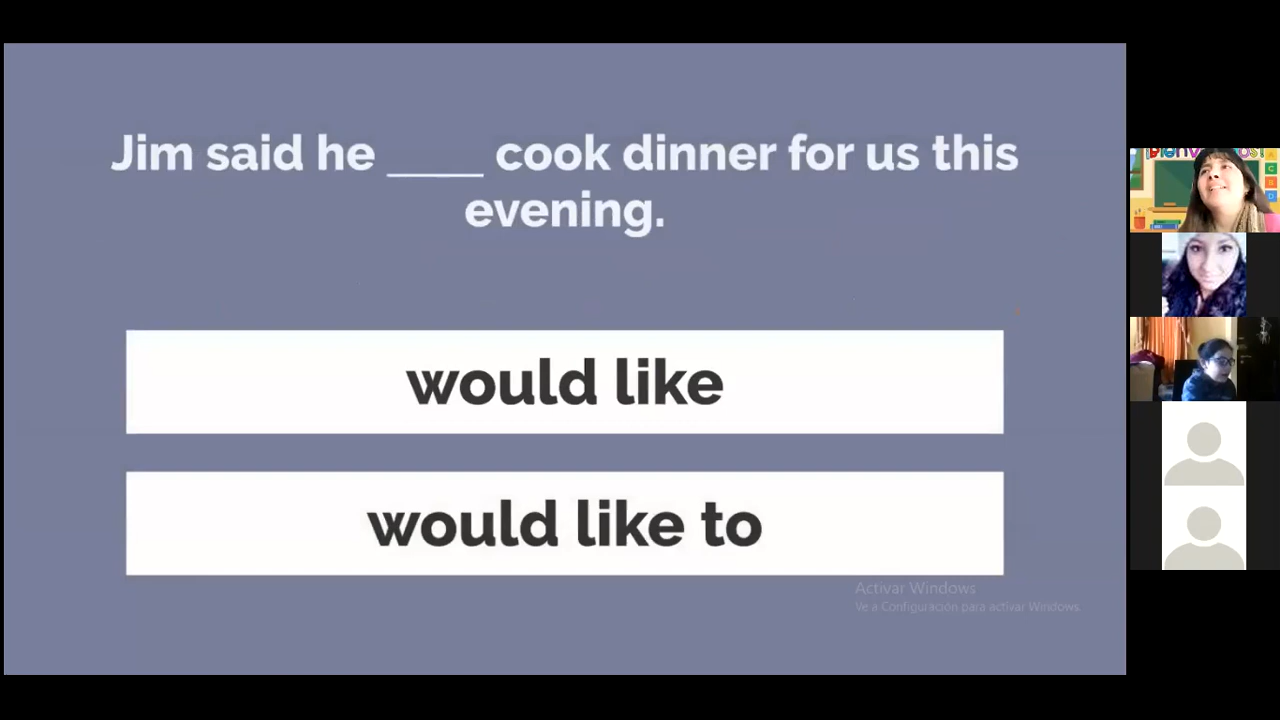 Jim said he ____ cook dinner for us this
evening.
would like
would like to
Activar Windows
Ve a Configuración para activar Windows.